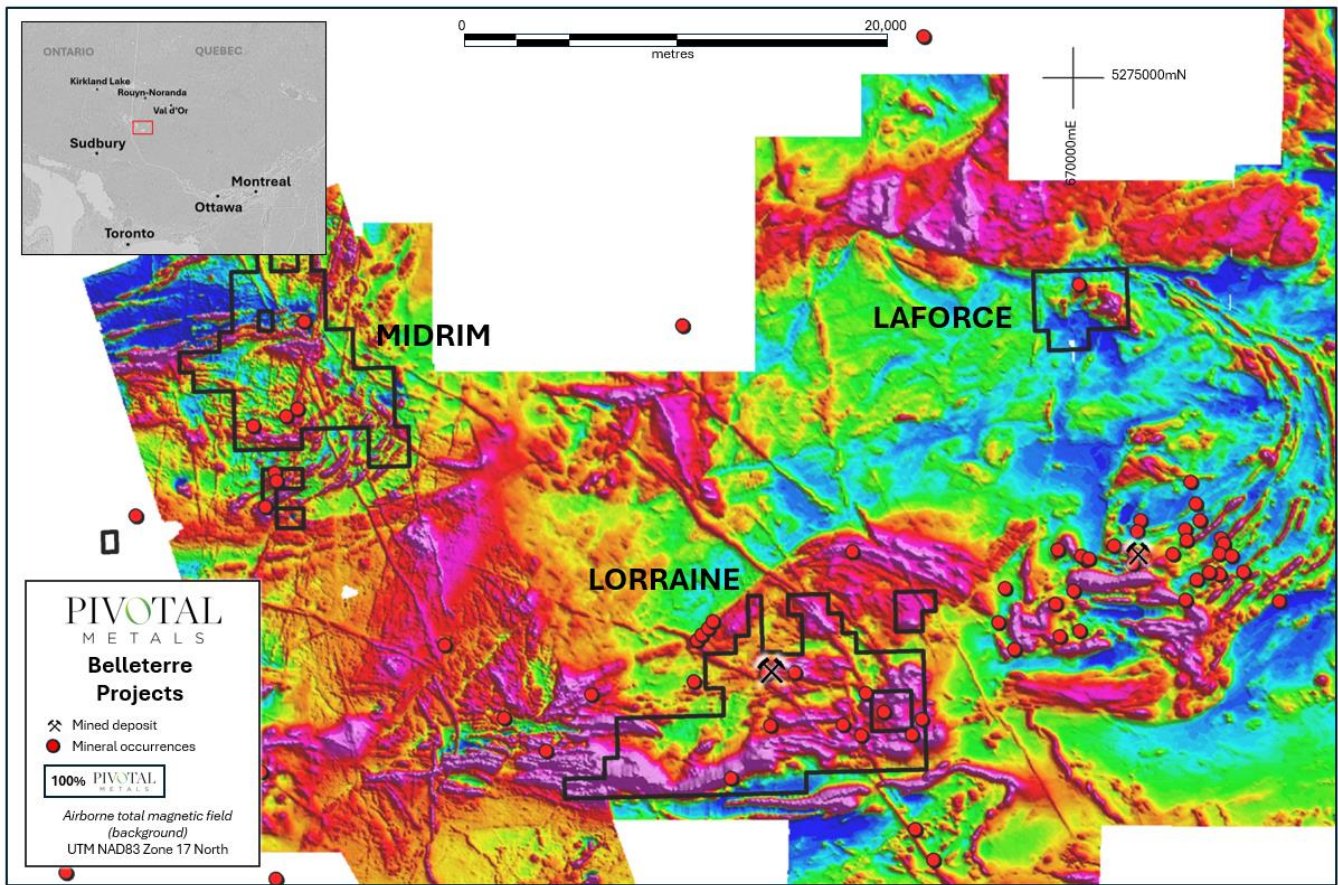 ONTARIO QUEBEC
Kirkland Lake
Rouyn-Noranda
Val d'Or
Sudbury
Montreal
Ottawa
Toronto
0 20,000
metres
5275000mN
670000mE
MIDRIM
LAFORCE
LORRAINE
PIVOTAL
METALS
Belleterre
Projects
Mined deposit
Mineral occurrences
100% PIVOTAL
METALS
Airborne total magnetic field
(background)
UTM NAD83 Zone 17 North